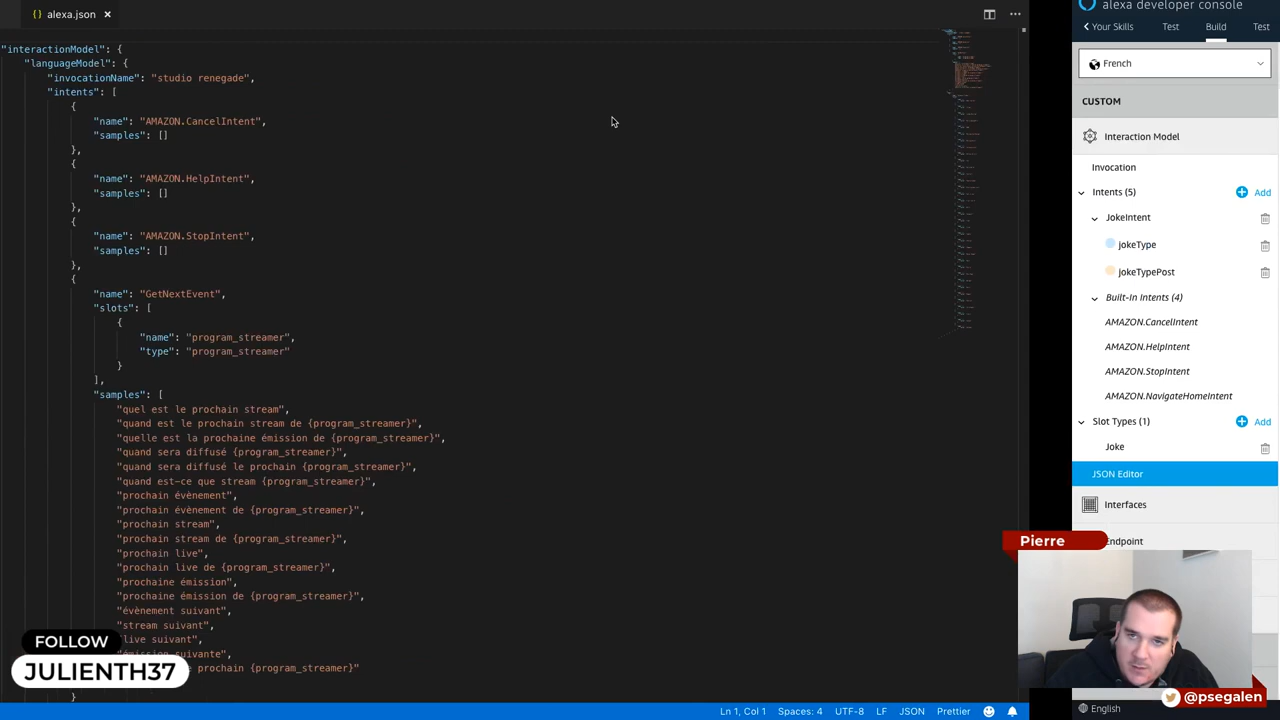 alexa.json
"interactionModel": {
"languageModel": {
"invocationName": "studio renegade",
"intents": [
{
"name": "AMAZON.CancelIntent",
"samples": []
},
{
"name": "AMAZON.HelpIntent",
"samples": []
},
{
"name": "AMAZON.StopIntent",
"samples": []
},
{
"name": "GetNextEvent",
"slots": [
{
"name": "program_streamer",
"type": "program_streamer"
}
],
"samples": [
"quel est le prochain stream",
"quand est le prochain stream de {program_streamer}",
"quelle est la prochaine émission de {program_streamer}",
"quand sera diffusé {program_streamer}",
"quand sera diffusé le prochain {program_streamer}",
"quand est-ce que stream {program_streamer}",
"prochain évènement",
"prochain évènement de {program_streamer}",
"prochain stream",
"prochain stream de {program_streamer}",
"prochain live",
"prochain live de {program_streamer}",
"prochaine émission",
"prochaine émission de {program_streamer}",
"évènement suivant",
"stream suivant",
live suivant",
émission suivante",
prochain {program_streamer}"
}
FOLLOW
JULIENTH37
Ln 1, Col 1 Spaces: 4 UTF-8 LF JSON Prettier
alexa developer console
Your Skills Test Build Test
French
CUSTOM
Interaction Model
Invocation
Intents (5) Add
JokeIntent
jokeType
jokeTypePost
Built-In Intents (4)
AMAZON.CancelIntent
AMAZON.HelpIntent
AMAZON.StopIntent
AMAZON.NavigateHomeIntent
Slot Types (1) Add
Joke
JSON Editor
Interfaces
Endpoint
Pierre
@psegalen
English